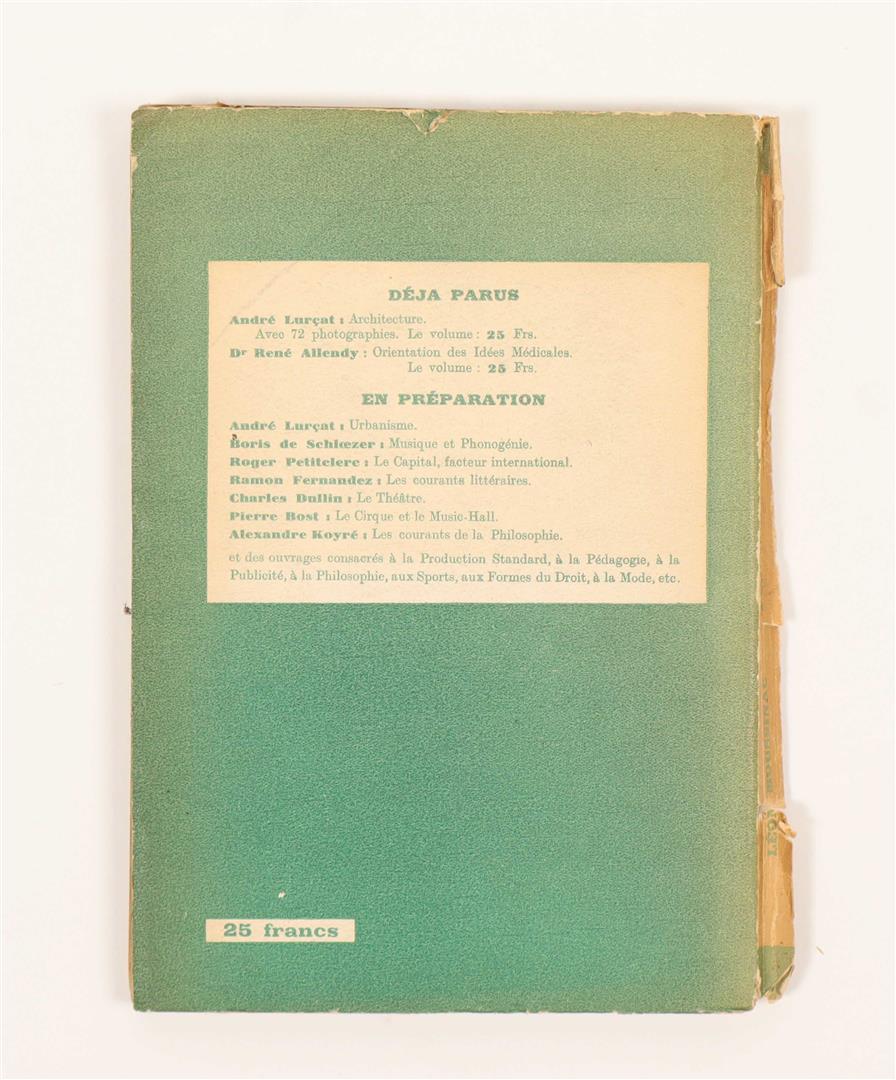 DÉJA PARUS
André Lurçat : Architecture.
Avec 72 photographies. Le volume : 25 Frs.
Dr René Allendy : Orientation des Idées Médicales.
Le volume : 25 Frs.
EN PRÉPARATION
André Lurçat : Urbanisme.
Boris de Schlœzer : Musique et Phonogénie.
Roger Petitclerc : Le Capital, facteur international.
Ramon Fernandez : Les courants littéraires.
Charles Dullin : Le Théâtre.
Pierre Bost : Le Cirque et le Music-Hall.
Alexandre Koyré : Les courants de la Philosophie.
et des ouvrages consacrés à la Production Standard, à la Pédagogie, à la
Publicité, à la Philosophie, aux Sports, aux Formes du Droit, à la Mode, etc.
25 francs
LÉON MOUSSINAC